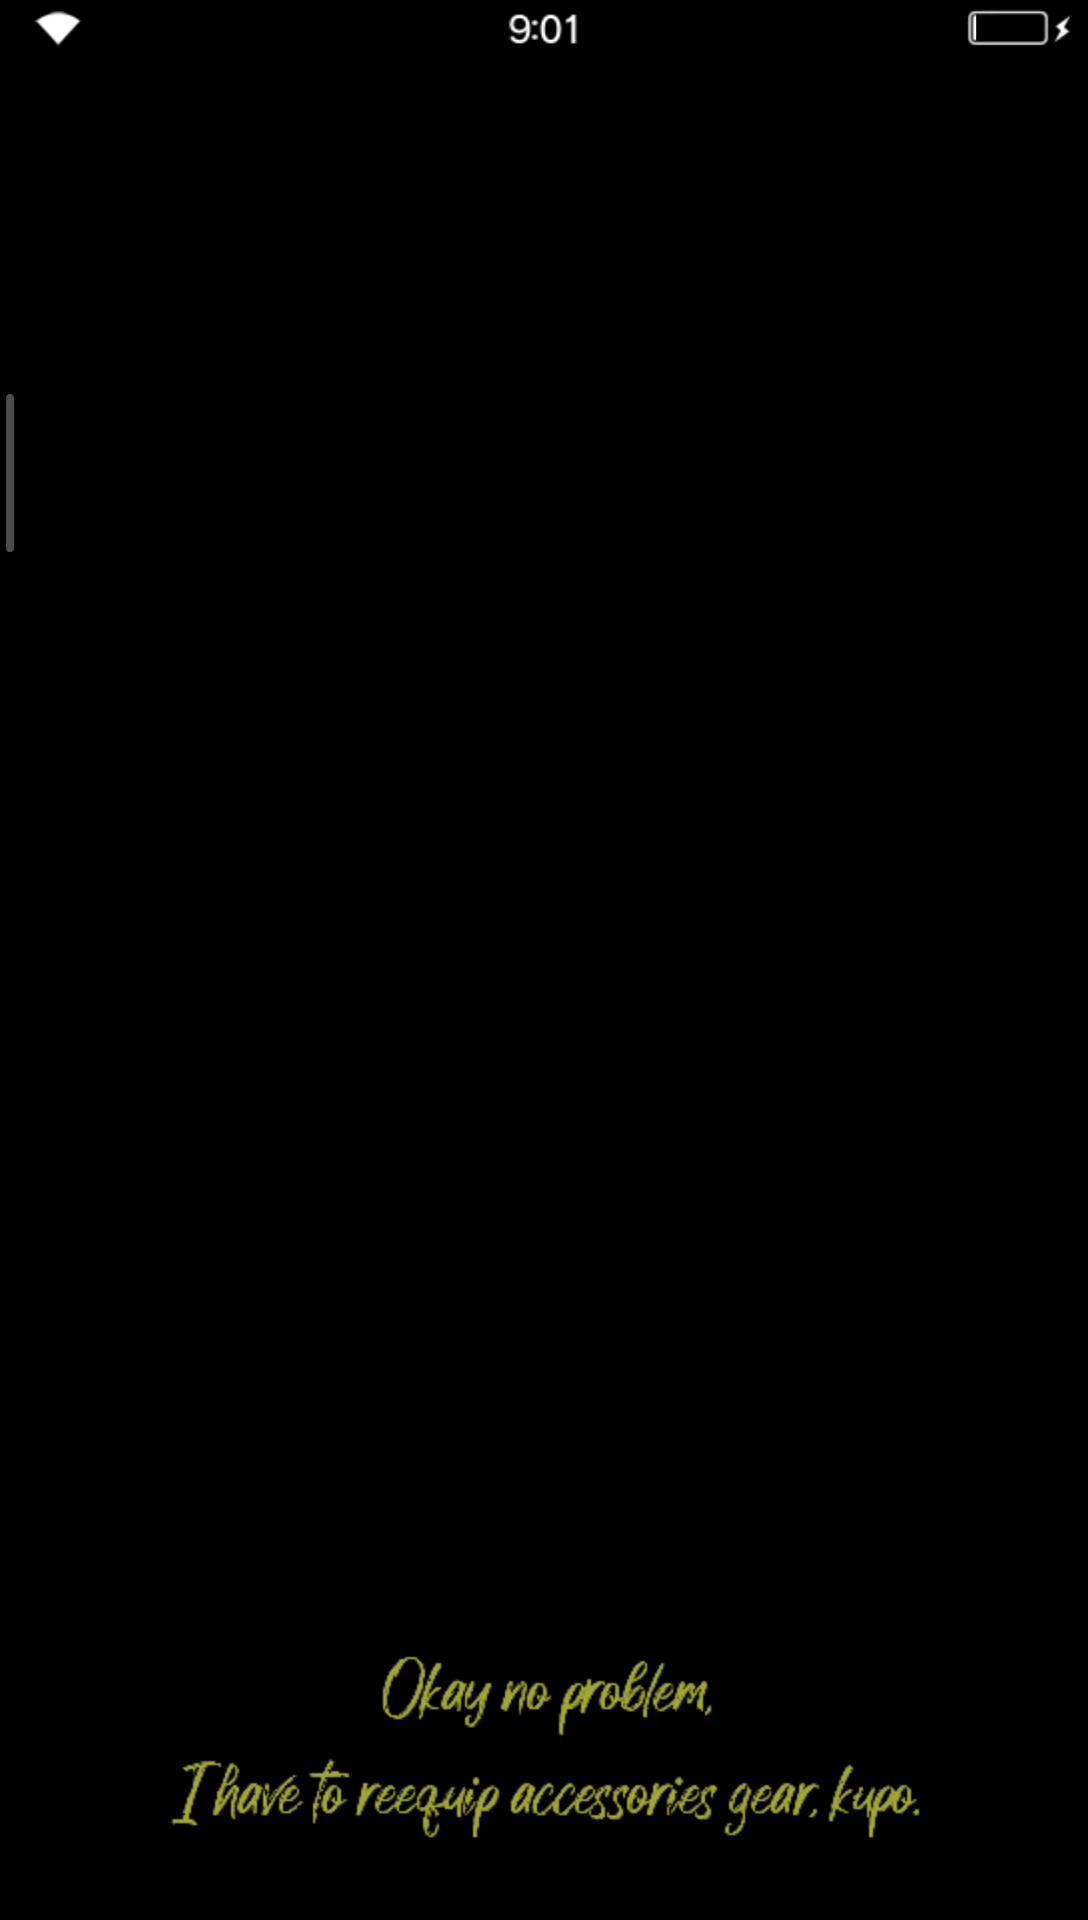 9:01
Okay no problem,
I have to reequip accessories gear, kupo.